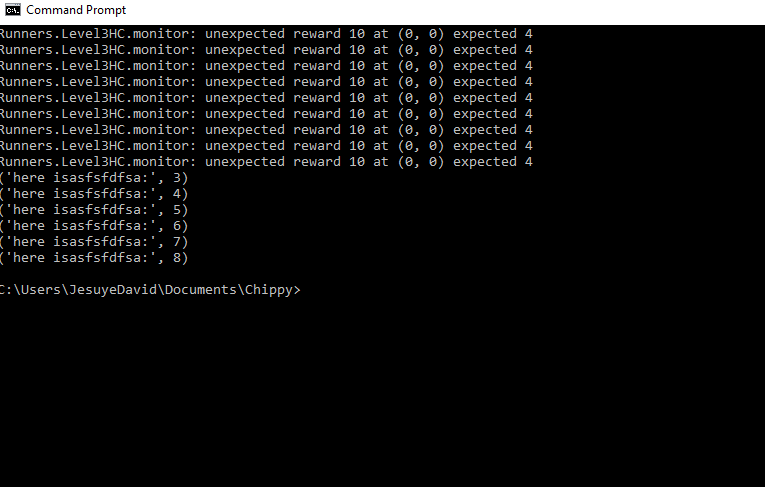 Command Prompt
Runners.Level3HC.monitor: unexpected reward 10 at (0, 0) expected 4
Runners.Level3HC.monitor: unexpected reward 10 at (0, 0) expected 4
Runners.Level3HC.monitor: unexpected reward 10 at (0, 0) expected 4
Runners.Level3HC.monitor: unexpected reward 10 at (0, 0) expected 4
Runners.Level3HC.monitor: unexpected reward 10 at (0, 0) expected 4
Runners.Level3HC.monitor: unexpected reward 10 at (0, 0) expected 4
Runners.Level3HC.monitor: unexpected reward 10 at (0, 0) expected 4
Runners.Level3HC.monitor: unexpected reward 10 at (0, 0) expected 4
Runners.Level3HC.monitor: unexpected reward 10 at (0, 0) expected 4
('here isasfsfdfsa:', 3)
('here isasfsfdfsa:', 4)
('here isasfsfdfsa:', 5)
('here isasfsfdfsa:', 6)
('here isasfsfdfsa:', 7)
('here isasfsfdfsa:', 8)
C:\Users\JesuyeDavid\Documents\Chippy>